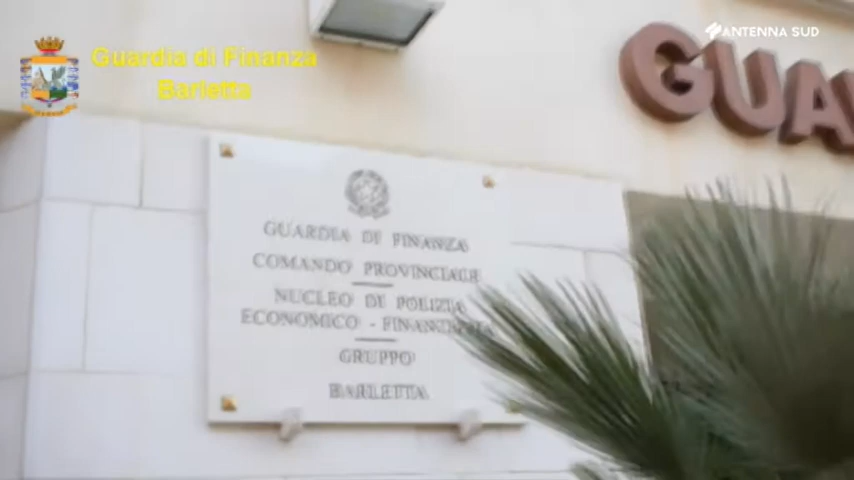 ANTENNA SUD
Guardia di Finanza
Barletta
GUA
GUARDIA DI FINANZA
COMANDO PROVINCIALE
NUCLEO DI POLIZIA
ECONOMICO - FINANZIARIA
GRUPPO
BARLETTA